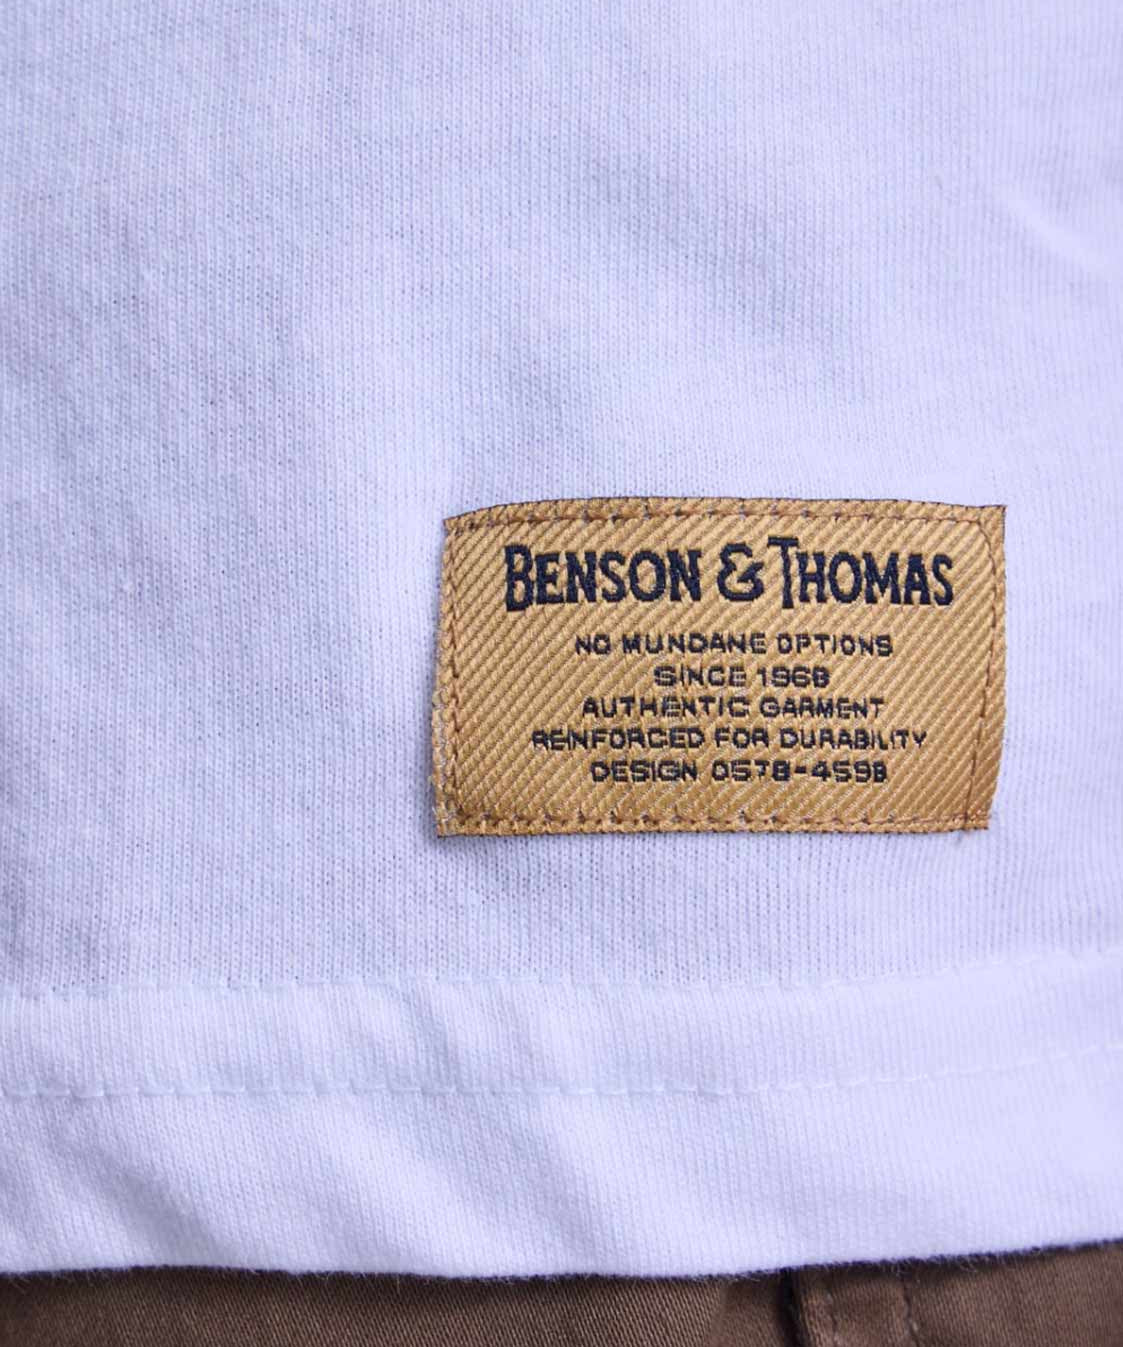 BENSON & THOMAS
NO MUNDANE OPTIONS
SINCE 1968
AUTHENTIC GARMENT
REINFORCED FOR DURABILITY
DESIGN 0578-4598